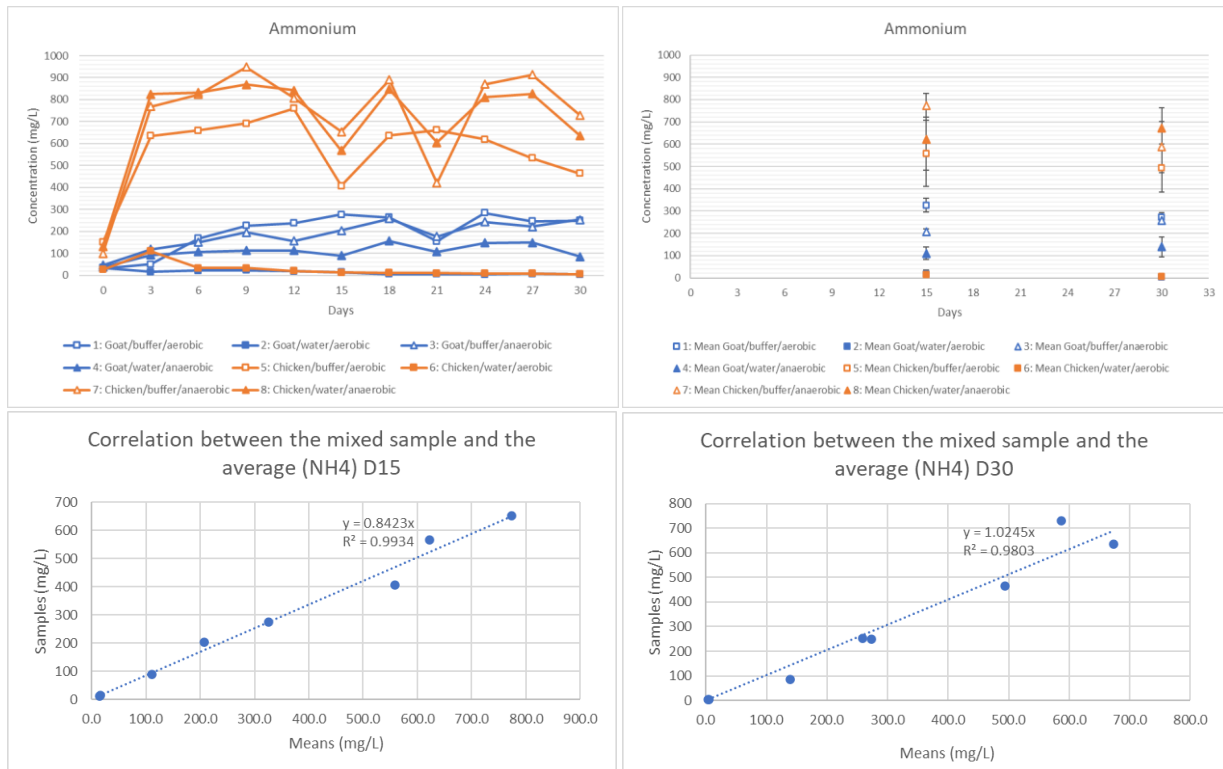 Ammonium
1000
900
800
700
600
500
400
300
200
100
0
Concentration (mg/L)
0 3 6 9 12 15 18 21 24 27 30
Days
1: Goat/buffer/aerobic 2: Goat/water/aerobic 3: Goat/buffer/anaerobic
4: Goat/water/anaerobic 5: Chicken/buffer/aerobic 6: Chicken/water/aerobic
7: Chicken/buffer/anaerobic 8: Chicken/water/anaerobic
Ammonium
1000
900
800
700
600
500
400
300
200
100
0
Concnetration (mg/L)
0 3 6 9 12 15 18 21 24 27 30 33
Days
1: Mean Goat/buffer/aerobic 2: Mean Goat/water/aerobic 3: Mean Goat/buffer/anaerobic
4: Mean Goat/water/anaerobic 5: Mean Chicken/buffer/aerobic 6: Mean Chicken/water/aerobic
7: Mean Chicken/buffer/anaerobic 8: Mean Chicken/water/anaerobic
Correlation between the mixed sample and the
average (NH4) D15
700
600
500
400
300
200
100
0
Samples (mg/L)
y = 0.8423x
R² = 0.9934
0.0 100.0 200.0 300.0 400.0 500.0 600.0 700.0 800.0 900.0
Means (mg/L)
Correlation between the mixed sample and the
average (NH4) D30
800
700
600
500
400
300
200
100
0
Samples (mg/L)
y = 1.0245x
R² = 0.9803
0.0 100.0 200.0 300.0 400.0 500.0 600.0 700.0 800.0
Means (mg/L)